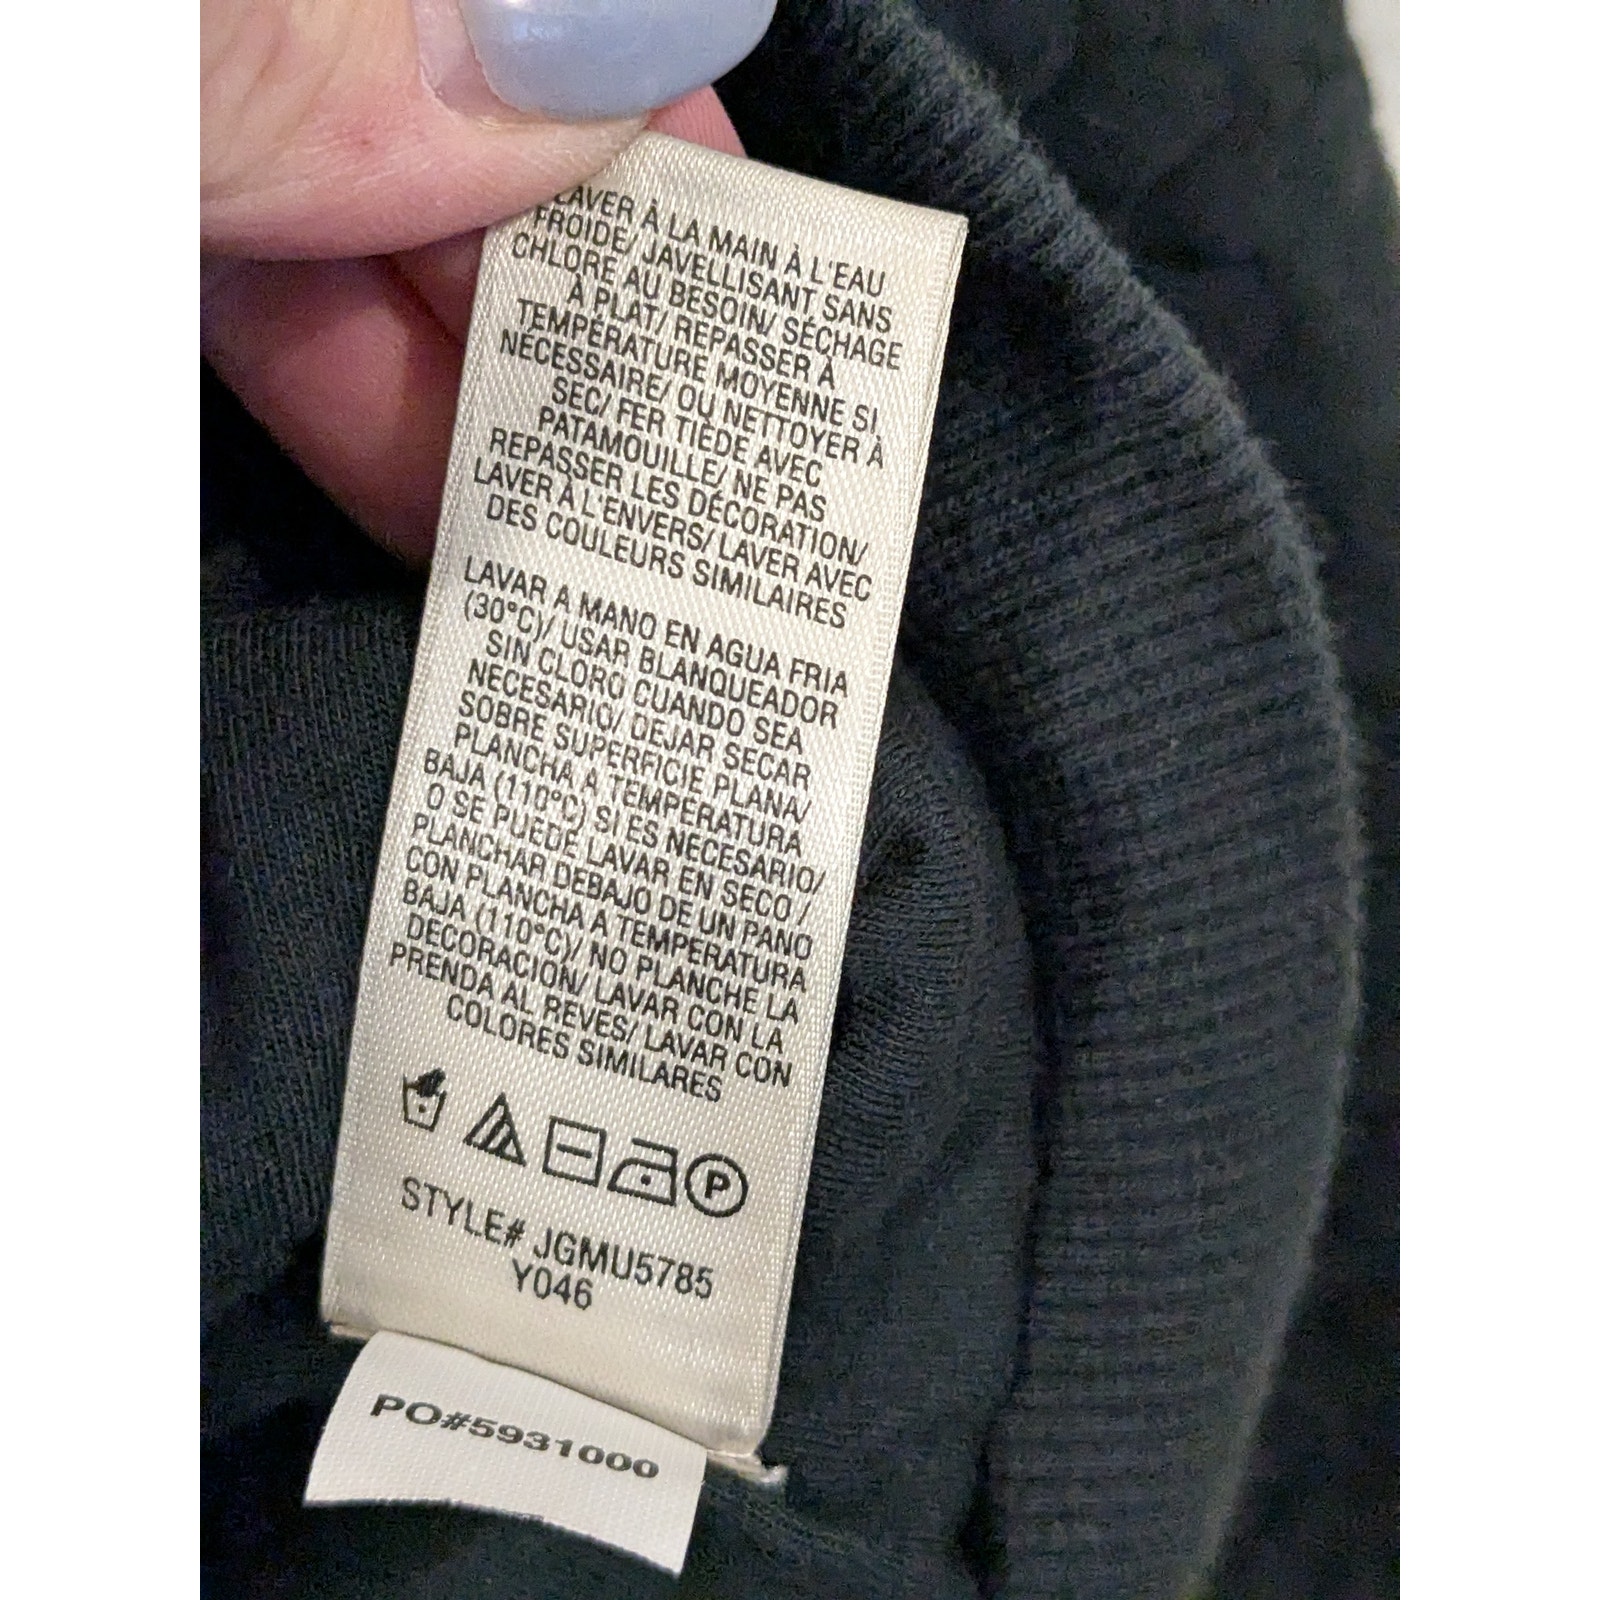 LAVER À LA MAIN À L'EAU
FROIDE/ JAVELLISANT SANS
CHLORE AU BESOIN/ SÉCHAGE
À PLAT/ REPASSER À
TEMPÉRATURE MOYENNE SI
NÉCESSAIRE/ OU NETTOYER À
SEC/ FER TIÈDE AVEC
PATAMOUILLE/ NE PAS
REPASSER LES DÉCORATION/
LAVER À L'ENVERS/ LAVER AVEC
DES COULEURS SIMILAIRES
LAVAR A MANO EN AGUA FRIA
(30°C)/ USAR BLANQUEADOR
SIN CLORO CUANDO SEA
NECESARIO/ DEJAR SECAR
SOBRE SUPERFICIE PLANA/
PLANCHA A TEMPERATURA
BAJA (110°C) SI ES NECESARIO/
O SE PUEDE LAVAR EN SECO /
PLANCHAR DEBAJO DE UN PANO
CON PLANCHA A TEMPERATURA
BAJA (110°C)/ NO PLANCHE LA
DECORACION/ LAVAR CON LA
PRENDA AL REVES/ LAVAR CON
COLORES SIMILARES
P
STYLE# JGMU5785
Y046
PO#5931000